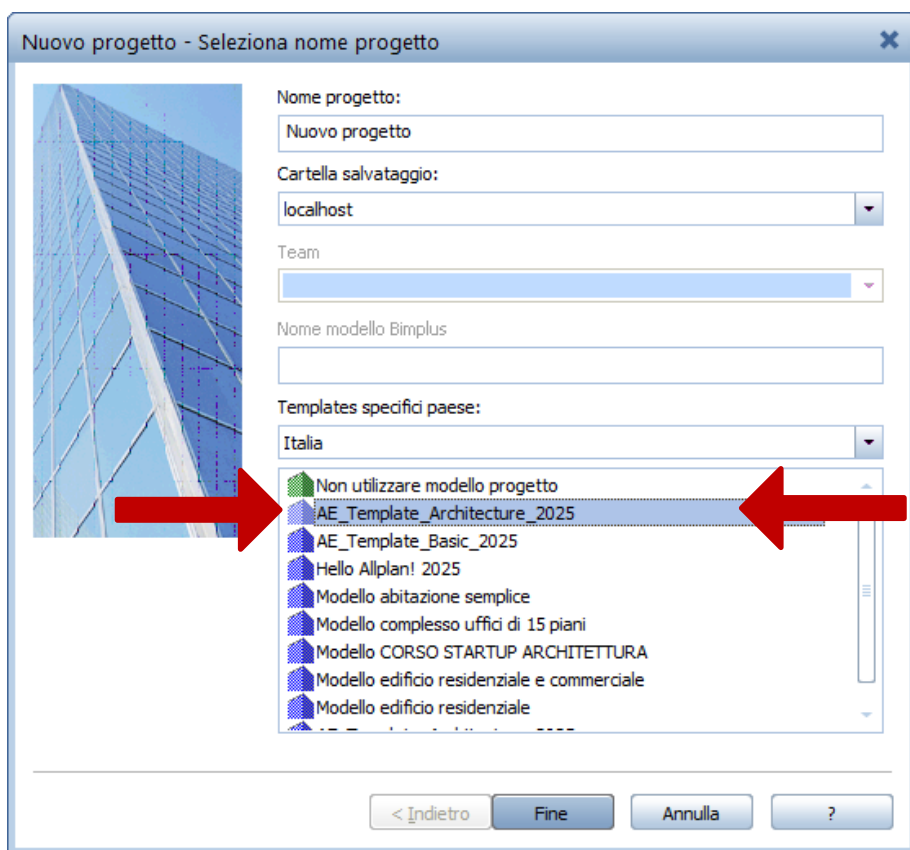 Nuovo progetto - Seleziona nome progetto
Nome progetto:
Nuovo progetto
Cartella salvataggio:
localhost
Team
Nome modello Bimplus
Templates specifici paese:
Italia
Non utilizzare modello progetto
AE_Template_Architecture_2025
AE_Template_Basic_2025
Hello Allplan! 2025
Modello abitazione semplice
Modello complesso uffici di 15 piani
Modello CORSO STARTUP ARCHITETTURA
Modello edificio residenziale e commerciale
Modello edificio residenziale
< Indietro Fine Annulla ?